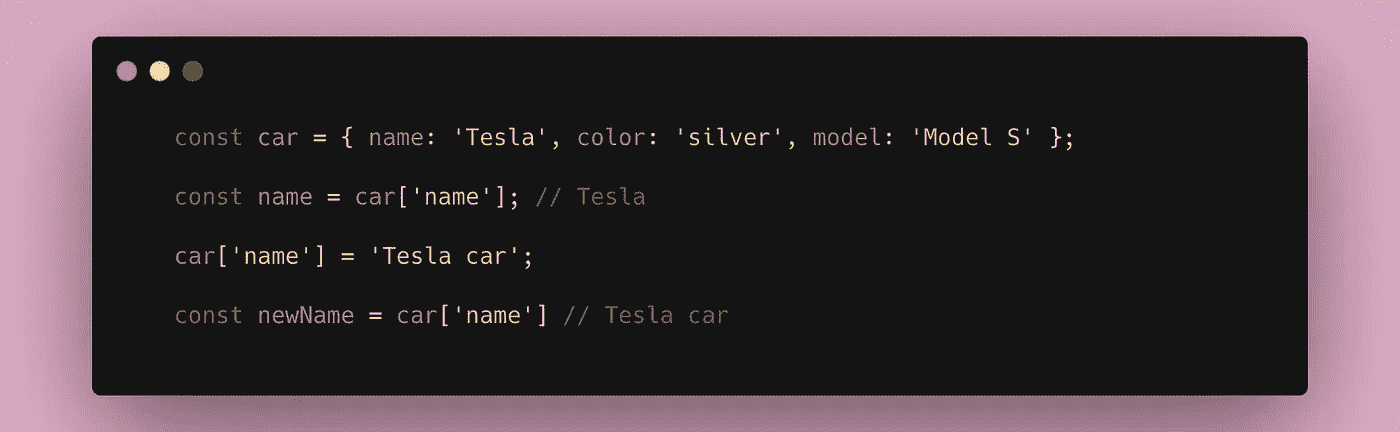 const car = { name: 'Tesla', color: 'silver', model: 'Model S' };
const name = car['name']; // Tesla
car['name'] = 'Tesla car';
const newName = car['name'] // Tesla car